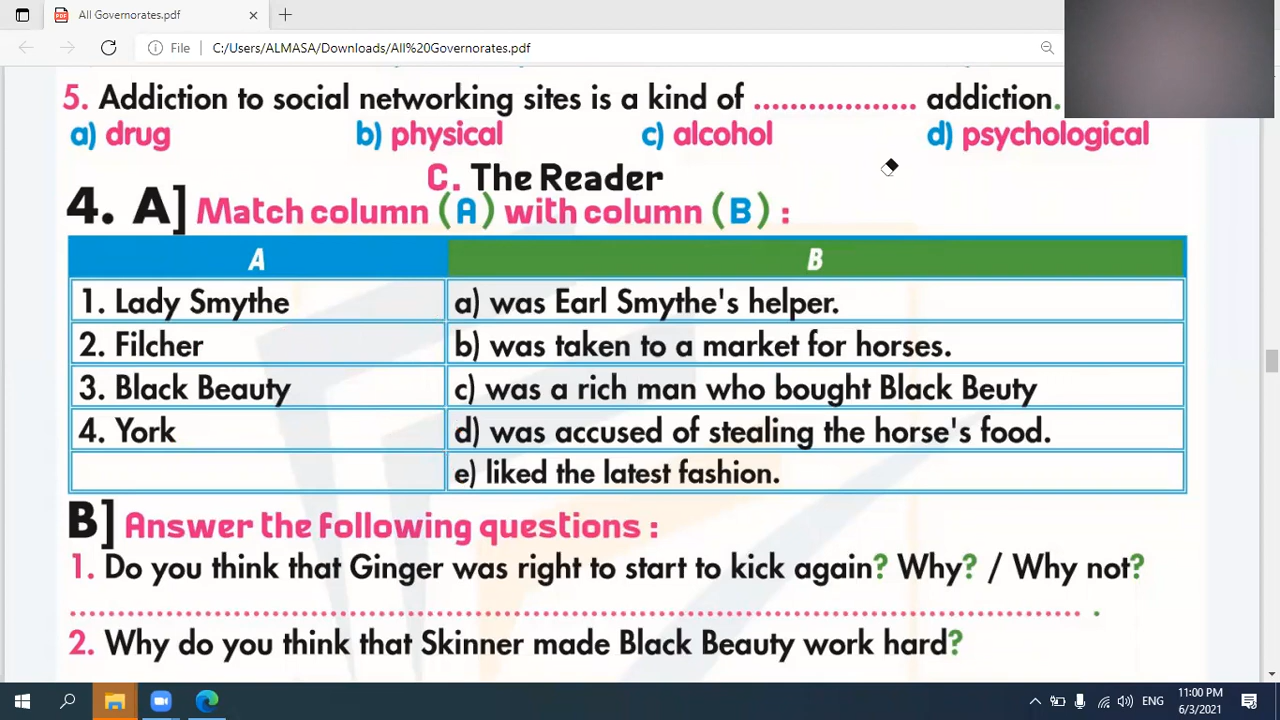 All Governorates.pdf
File C:/Users/ALMASA/Downloads/All%20Governorates.pdf
5. Addiction to social networking sites is a kind of .................. addiction.
a) drug b) physical c) alcohol d) psychological
C. The Reader
4. A] Match column (A) with column (B) :
A B
1. Lady Smythe a) was Earl Smythe's helper.
2. Filcher b) was taken to a market for horses.
3. Black Beauty c) was a rich man who bought Black Beuty
4. York d) was accused of stealing the horse's food.
e) liked the latest fashion.
B] Answer the following questions :
1. Do you think that Ginger was right to start to kick again? Why? / Why not?
.................................................................................................... .
2. Why do you think that Skinner made Black Beauty work hard?
ENG
11:00 PM
6/3/2021